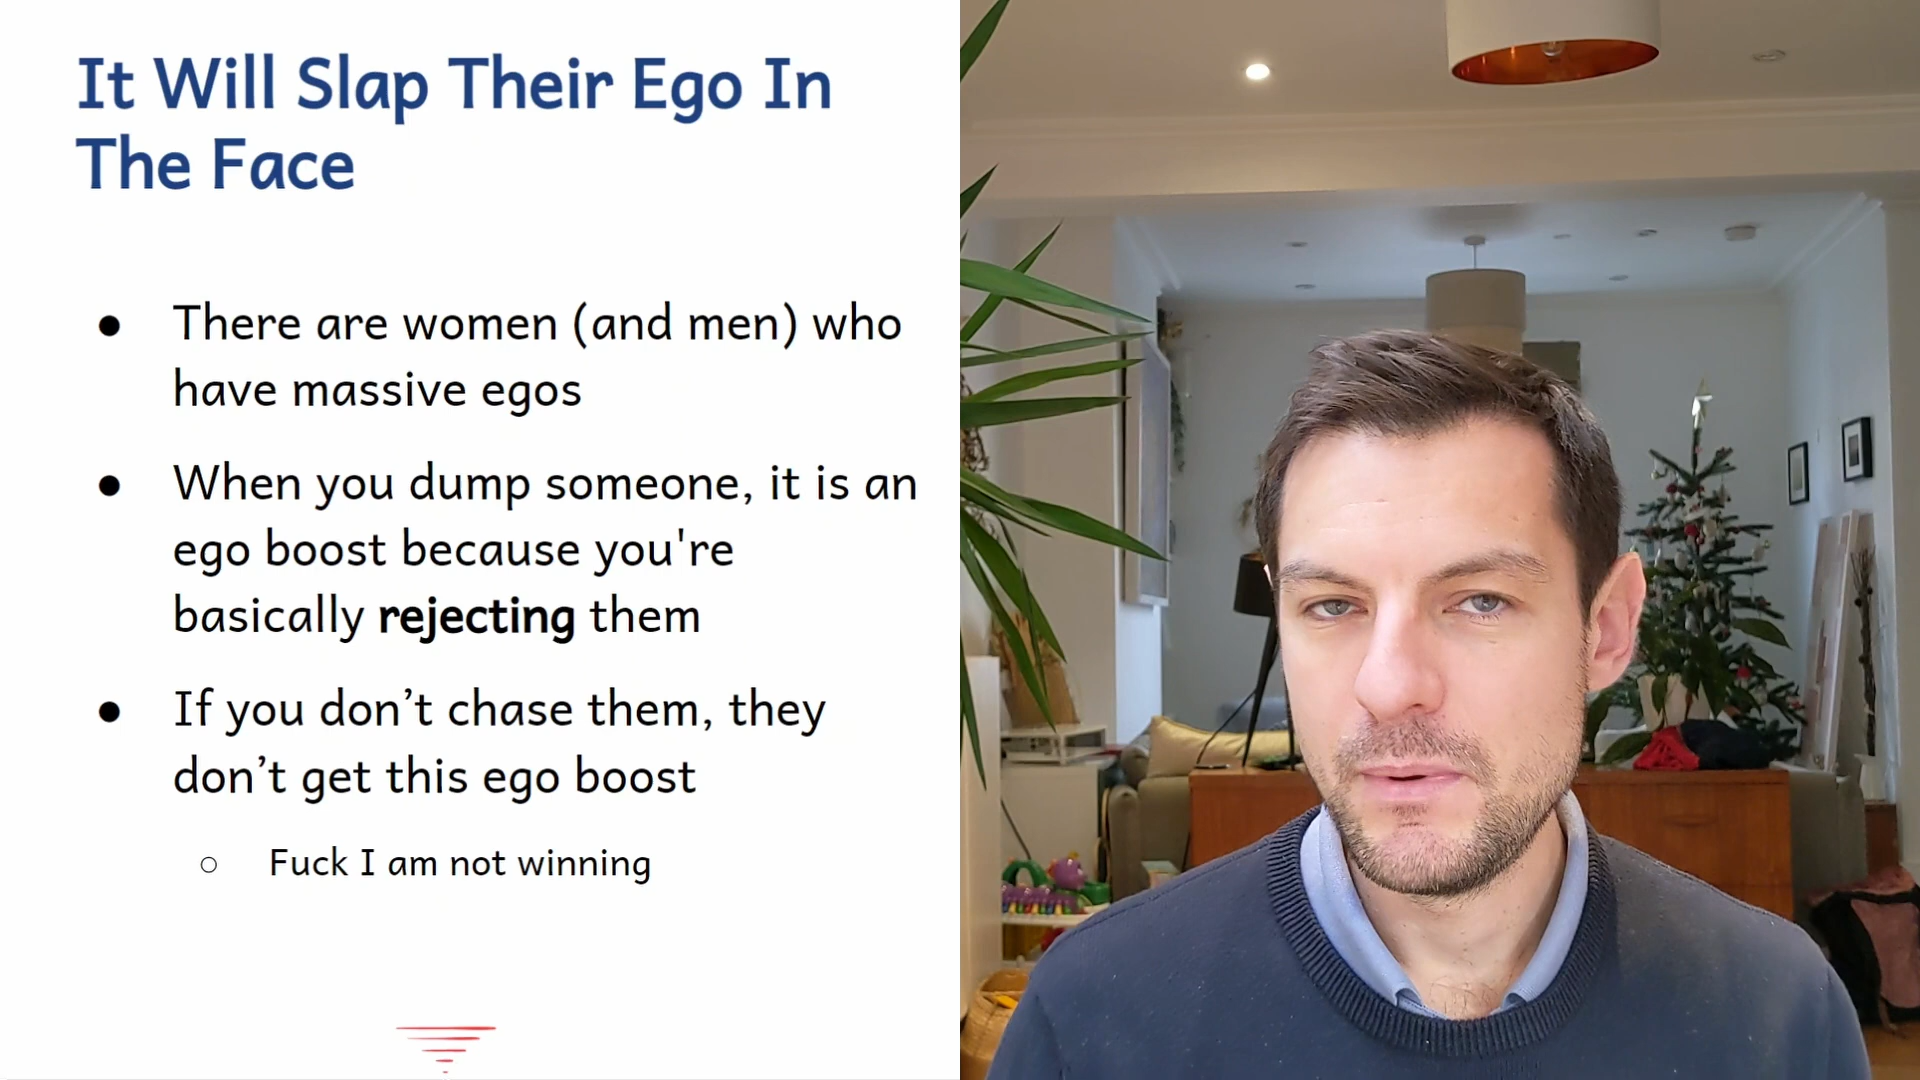 It Will Slap Their Ego In
The Face
● There are women (and men) who
have massive egos
● When you dump someone, it is an
ego boost because you're
basically rejecting them
● If you don’t chase them, they
don’t get this ego boost
○ Fuck I am not winning